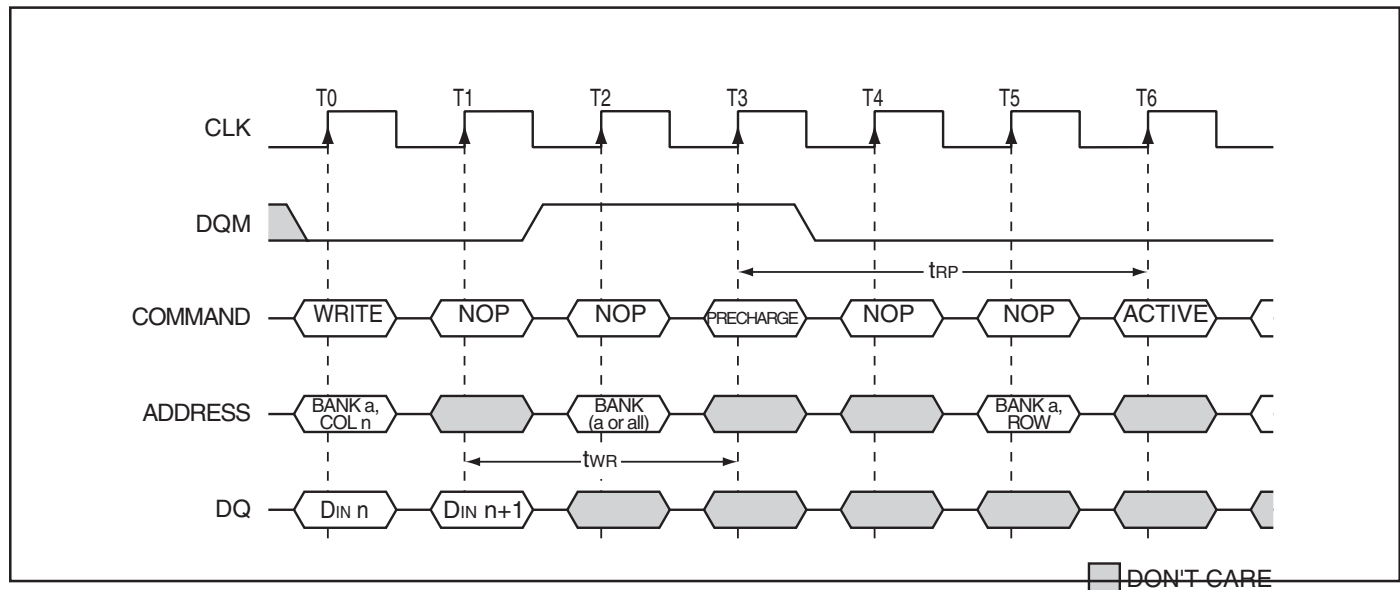 T0 T1 T2 T3 T4 T5 T6
CLK
DQM
tRP
COMMAND WRITE NOP NOP PRECHARGE NOP NOP ACTIVE
ADDRESS BANK a, COL n BANK (a or all) BANK a, ROW
tWR
DQ DIN n DIN n+1
DON'T CARE